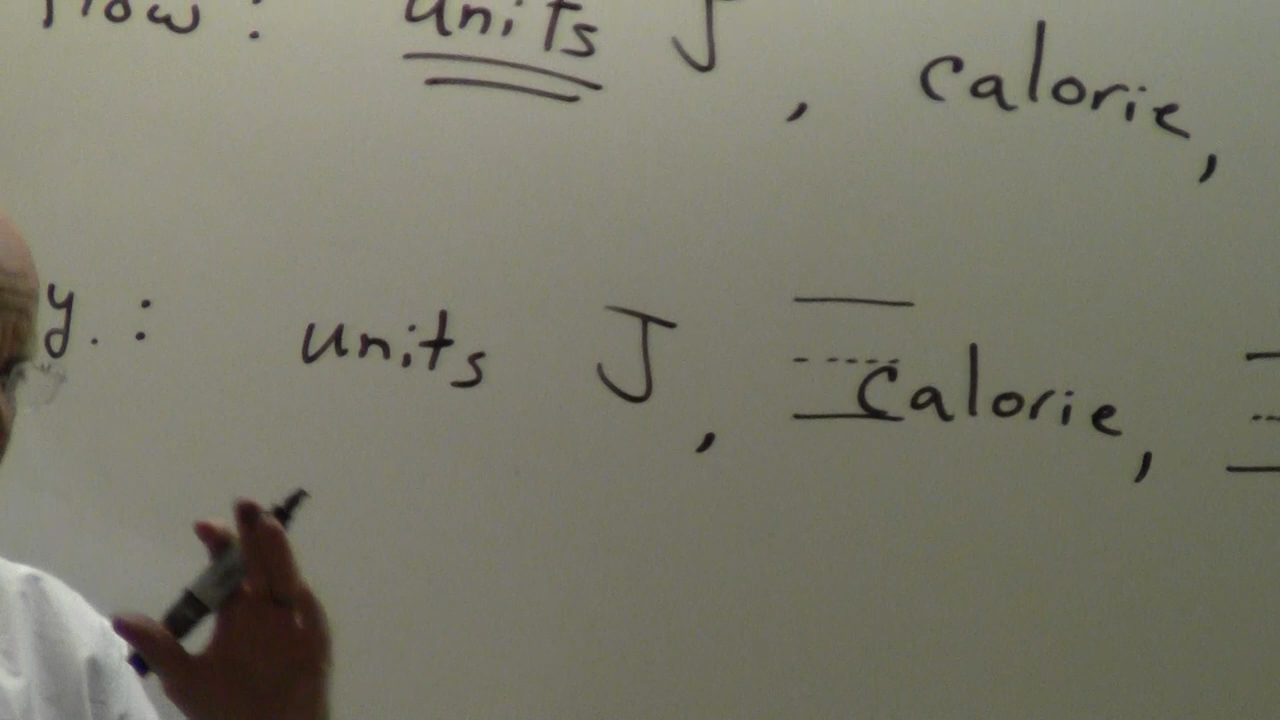 flow : units J , calorie,
y. : units J , Calorie,